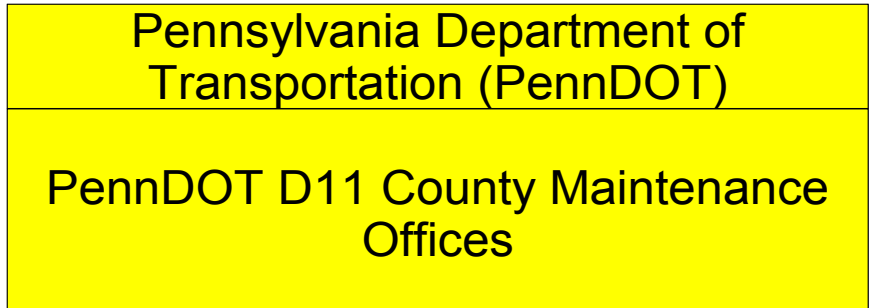 Pennsylvania Department of
Transportation (PennDOT)
PennDOT D11 County Maintenance
Offices